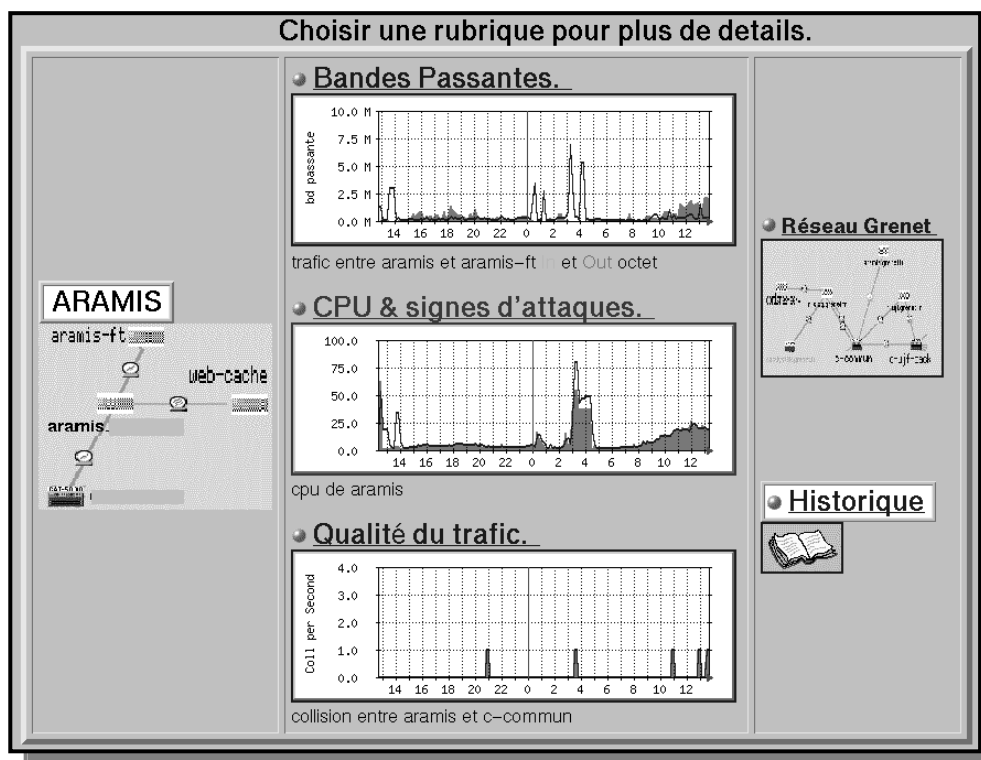 Choisir une rubrique pour plus de details.
ARAMIS
aramis-ft
web-cache
aramis.
Bandes Passantes.
bd passante
10.0 M
7.5 M
5.0 M
2.5 M
0.0 M
14 16 18 20 22 0 2 4 6 8 10 12
trafic entre aramis et aramis-ft In et Out octet
CPU & signes d'attaques.
100.0
75.0
50.0
25.0
0.0
14 16 18 20 22 0 2 4 6 8 10 12
cpu de aramis
Qualité du trafic.
Coll per Second
4.0
3.0
2.0
1.0
0.0
14 16 18 20 22 0 2 4 6 8 10 12
collision entre aramis et c-commun
Réseau Grenet
c-commun
Historique